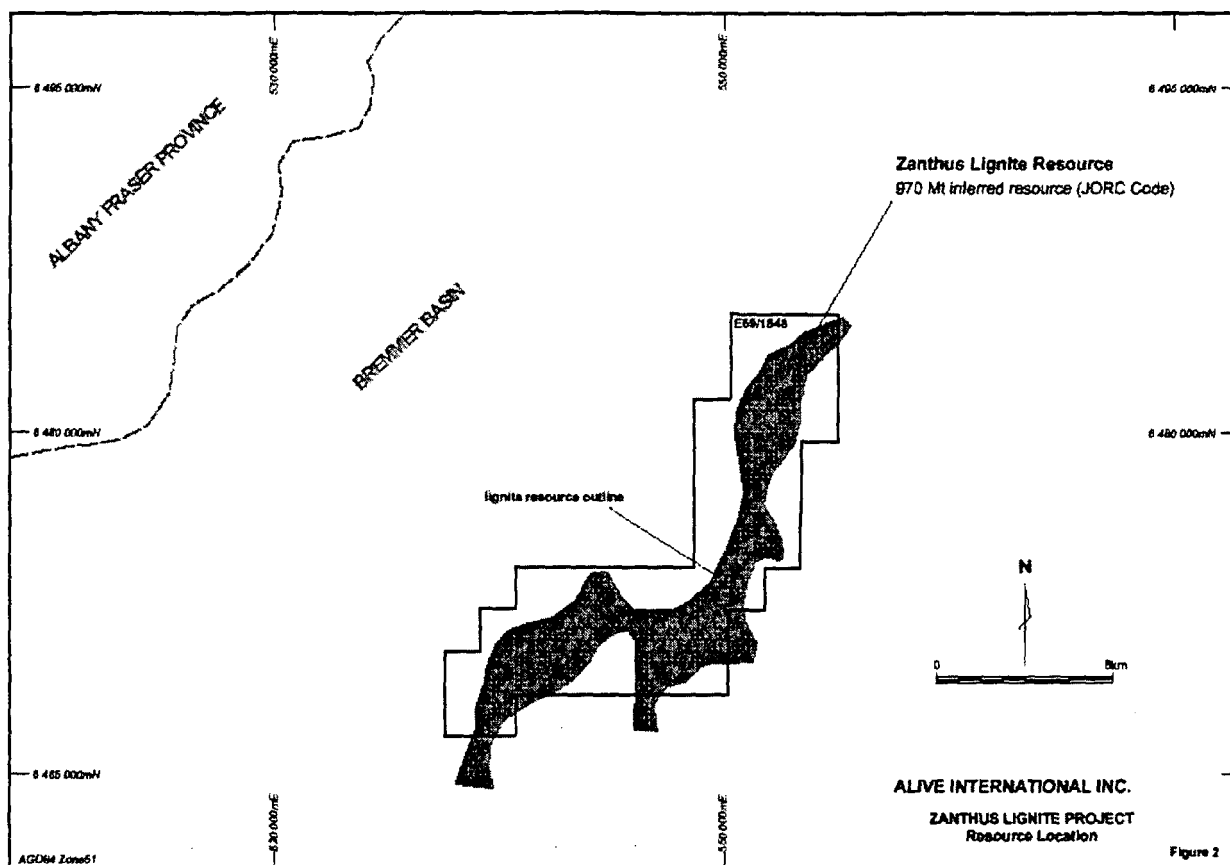 530 000mE
550 000mE
6 495 000mN
6 495 000mN
ALBANY FRASER PROVINCE
Zanthus Lignite Resource
970 Mt inferred resource (JORC Code)
BREMMER BASIN
E69/1548
6 480 000mN
6 480 000mN
lignite resource outline
N
0
8km
6 465 000mN
ALIVE INTERNATIONAL INC.
ZANTHUS LIGNITE PROJECT
Resource Location
530 000mE
550 000mE
AGD84 Zone51
Figure 2